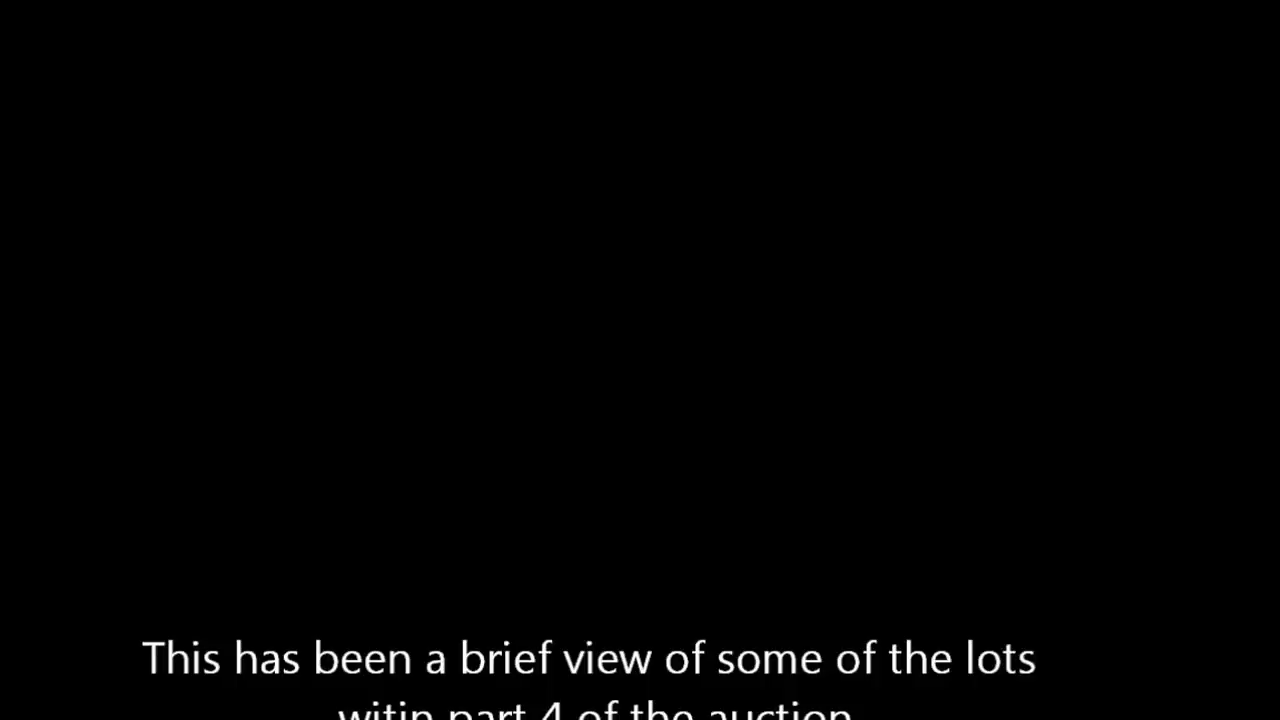 This has been a brief view of some of the lots
witin part 4 of the auction